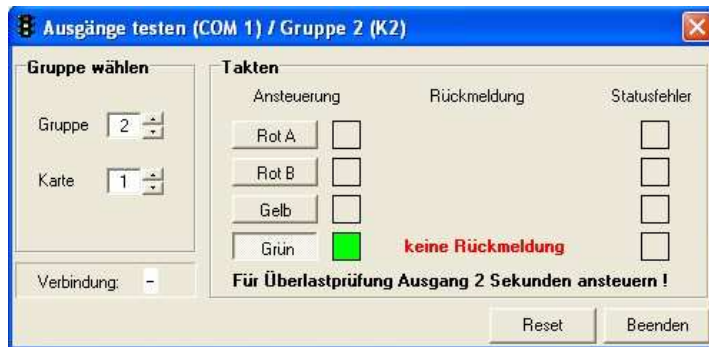 Ausgänge testen (COM 1) / Gruppe 2 (K2)
Gruppe wählen
Gruppe 2
Karte 1
Verbindung: -
Takten
Ansteuerung Rückmeldung Statusfehler
Rot A
Rot B
Gelb
Grün keine Rückmeldung
Für Überlastprüfung Ausgang 2 Sekunden ansteuern !
Reset Beenden